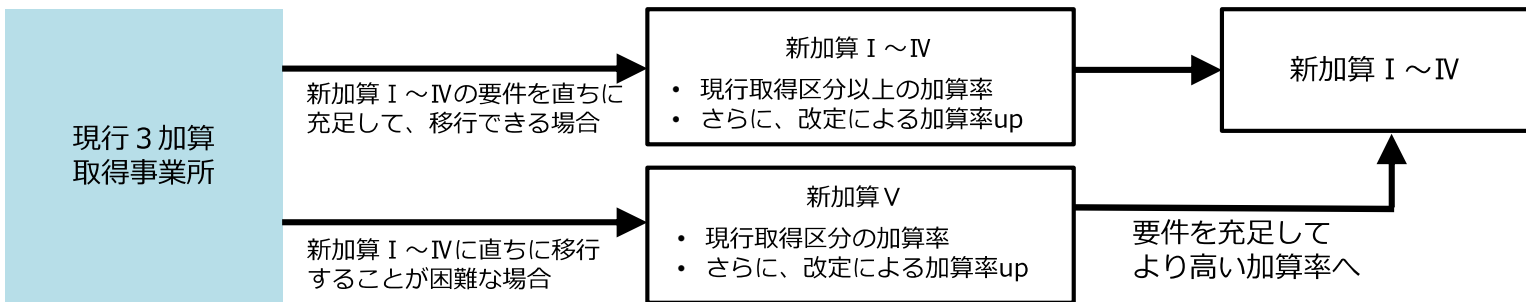 現行３加算
取得事業所
新加算Ⅰ～Ⅳの要件を直ちに
充足して、移行できる場合
新加算Ⅰ～Ⅳ
• 現行取得区分以上の加算率
• さらに、改定による加算率up
新加算Ⅰ～Ⅳ
新加算Ⅰ～Ⅳに直ちに移行
することが困難な場合
新加算Ⅴ
• 現行取得区分の加算率
• さらに、改定による加算率up
要件を充足して
より高い加算率へ